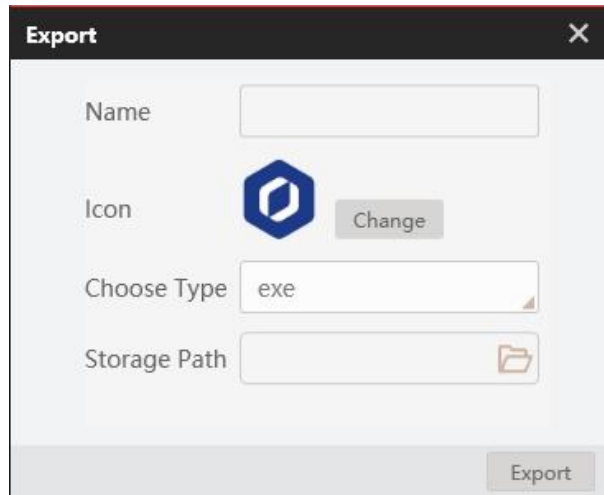 Export
Name
Icon
Change
Choose Type
exe
Storage Path
Export